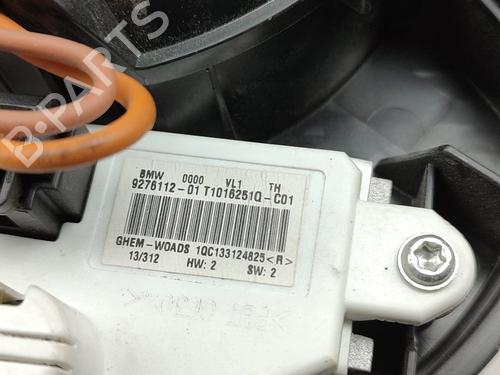 B-PARTS
BMW 0000 VL1 TH
9276112-01 T1016251Q-C01
GHEM-WOADS 1QC133124825<R>
13/312 HW: 2 SW: 2